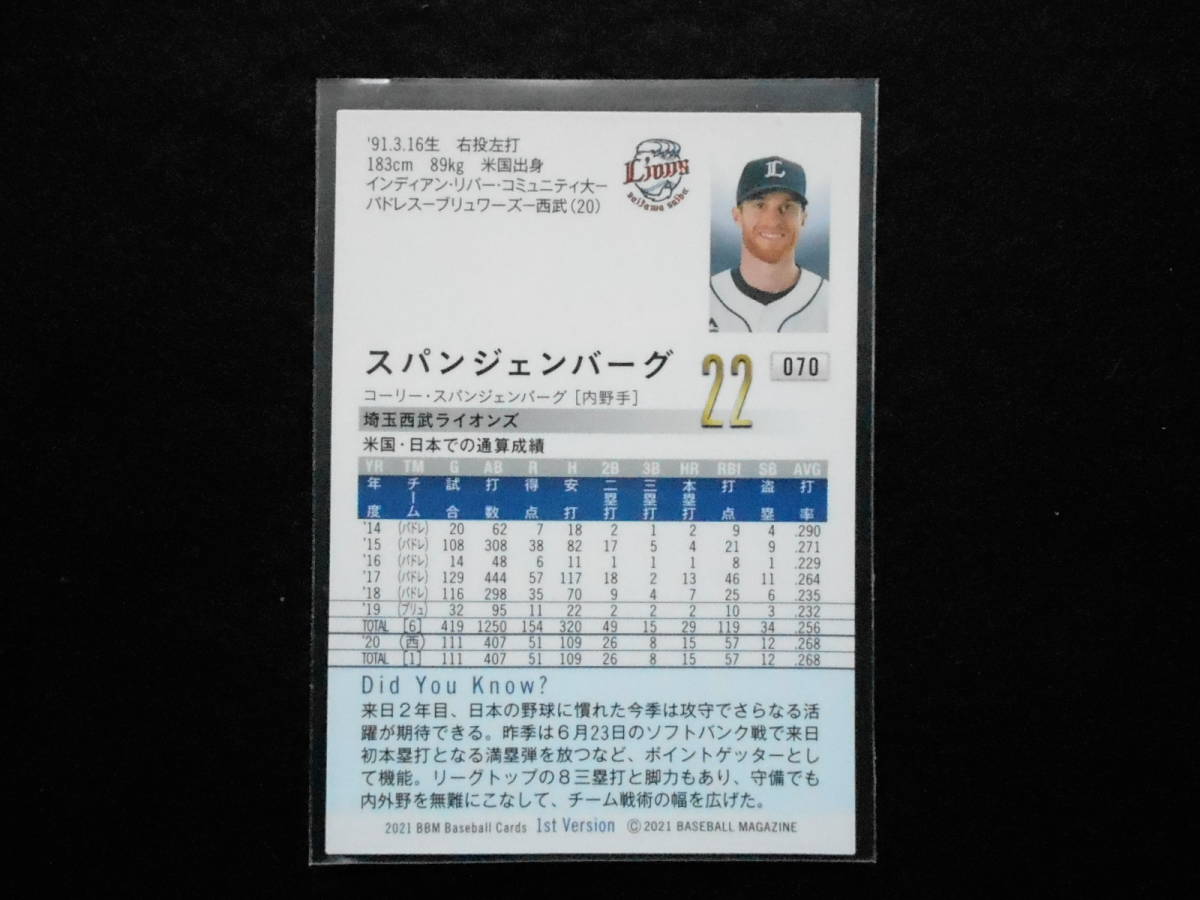 '91.3.16生 右投左打
183cm 89kg 米国出身
インディアン・リバー・コミュニティ大ー
パドレスーブリュワーズー西武(20)
Lions
Saitama Seibu
L
スパンジェンバーグ
22
070
コーリー・スパンジェンバーグ [内野手]
埼玉西武ライオンズ
米国・日本での通算成績
YR TM G AB R H 2B 3B HR RBI SB AVG
年度 チーム 試合 打数 得点 安打 二塁打 三塁打 本塁打 打点 盗塁 打率
'14 (パドレ) 20 62 7 18 2 1 2 9 4 .290
'15 (パドレ) 108 308 38 82 17 5 4 21 9 .271
'16 (パドレ) 14 48 6 11 1 1 1 8 1 .229
'17 (パドレ) 129 444 57 117 18 2 13 46 11 .264
'18 (パドレ) 116 298 35 70 9 4 7 25 6 .235
'19 (ブリュ) 32 95 11 22 2 2 2 10 3 .232
TOTAL [6] 419 1250 154 320 49 15 29 119 34 .256
'20 (西) 111 407 51 109 26 8 15 57 12 .268
TOTAL [1] 111 407 51 109 26 8 15 57 12 .268
Did You Know?
来日2年目、日本の野球に慣れた今季は攻守でさらなる活
躍が期待できる。昨季は6月23日のソフトバンク戦で来日
初本塁打となる満塁弾を放つなど、ポイントゲッターとし
て機能。リーグトップの8三塁打と脚力もあり、守備でも
内外野を無難にこなして、チーム戦術の幅を広げた。
2021 BBM Baseball Cards 1st Version ©2021 BASEBALL MAGAZINE